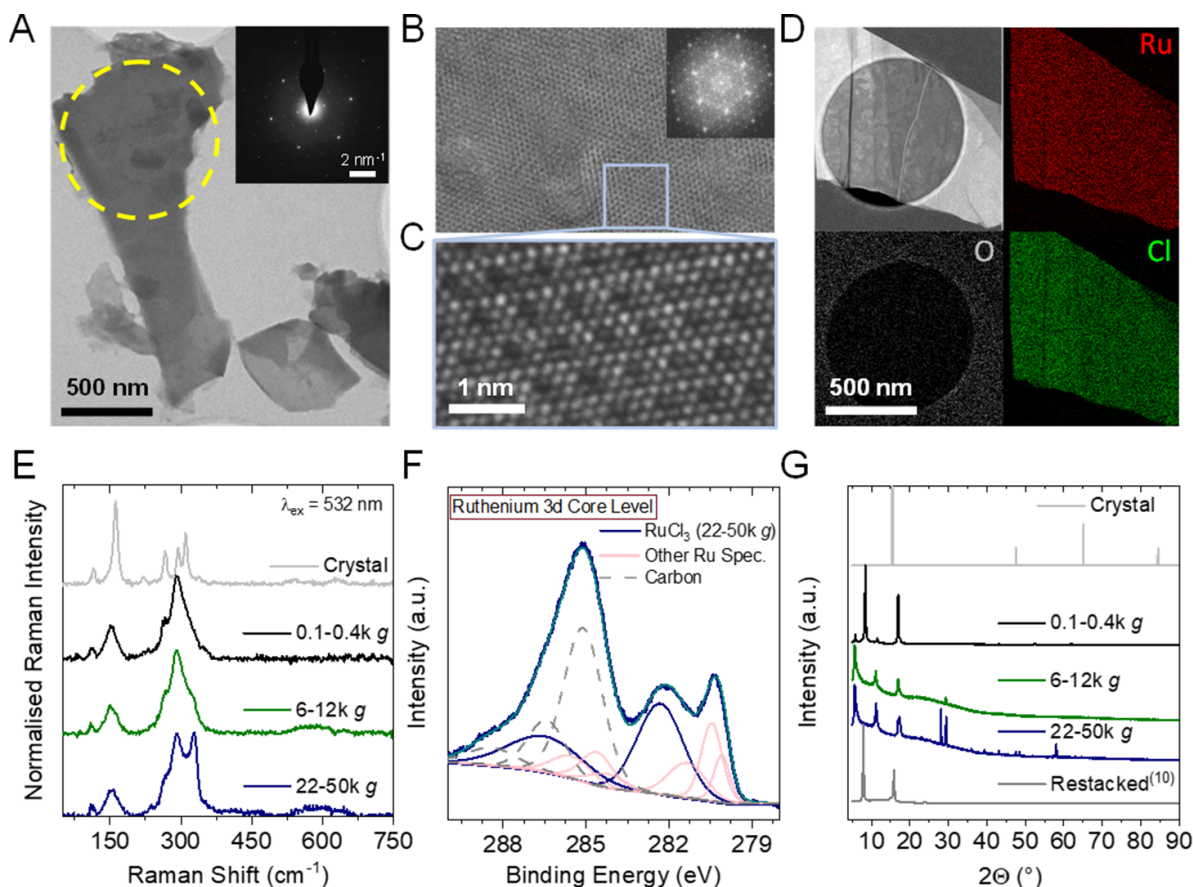 A
2 nm-1
500 nm
B
C
1 nm
D
Ru
O
Cl
500 nm
E
λex = 532 nm
Crystal
0.1-0.4k g
6-12k g
22-50k g
Normalised Raman Intensity
150 300 450 600 750
Raman Shift (cm-1)
F
Ruthenium 3d Core Level
RuCl3 (22-50k g)
Other Ru Spec.
Carbon
Intensity (a.u.)
288 285 282 279
Binding Energy (eV)
G
Crystal
0.1-0.4k g
6-12k g
22-50k g
Restacked(10)
Intensity (a.u.)
10 20 30 40 50 60 70 80 90
2Θ (°)